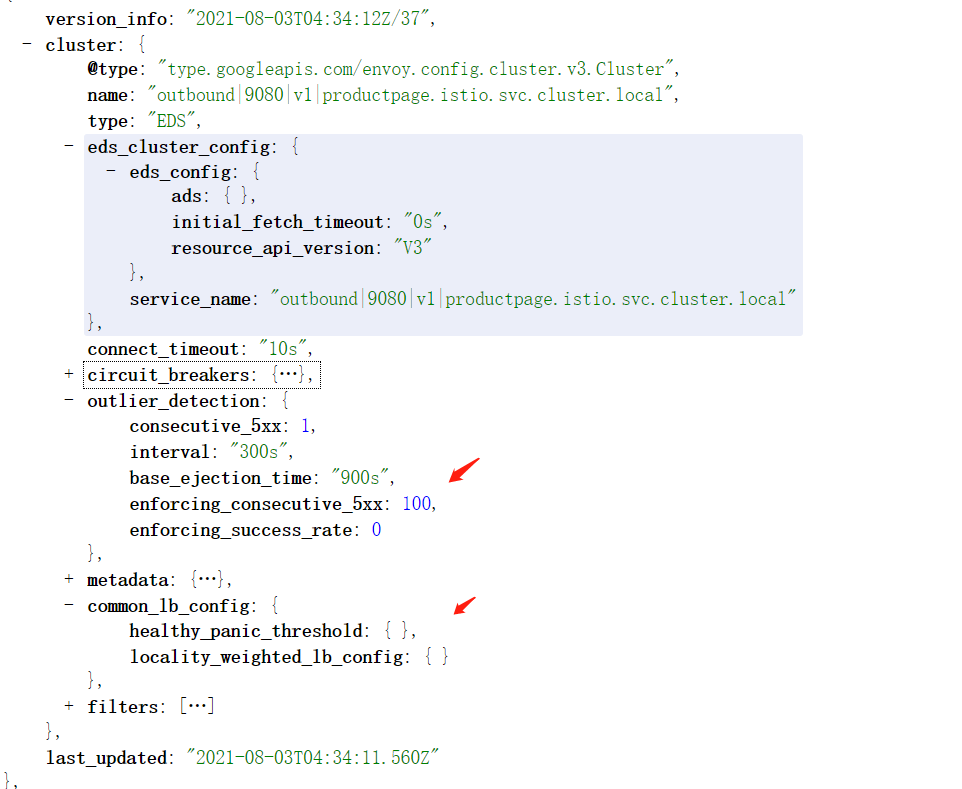 version_info: "2021-08-03T04:34:12Z/37",
- cluster: {
@type: "type.googleapis.com/envoy.config.cluster.v3.Cluster",
name: "outbound|9080|v1|productpage.istio.svc.cluster.local",
type: "EDS",
- eds_cluster_config: {
- eds_config: {
ads: { },
initial_fetch_timeout: "0s",
resource_api_version: "V3"
},
service_name: "outbound|9080|v1|productpage.istio.svc.cluster.local"
},
connect_timeout: "10s",
+ circuit_breakers: {…},
- outlier_detection: {
consecutive_5xx: 1,
interval: "300s",
base_ejection_time: "900s",
enforcing_consecutive_5xx: 100,
enforcing_success_rate: 0
},
+ metadata: {…},
- common_lb_config: {
healthy_panic_threshold: { },
locality_weighted_lb_config: { }
},
+ filters: […]
},
last_updated: "2021-08-03T04:34:11.560Z"
},